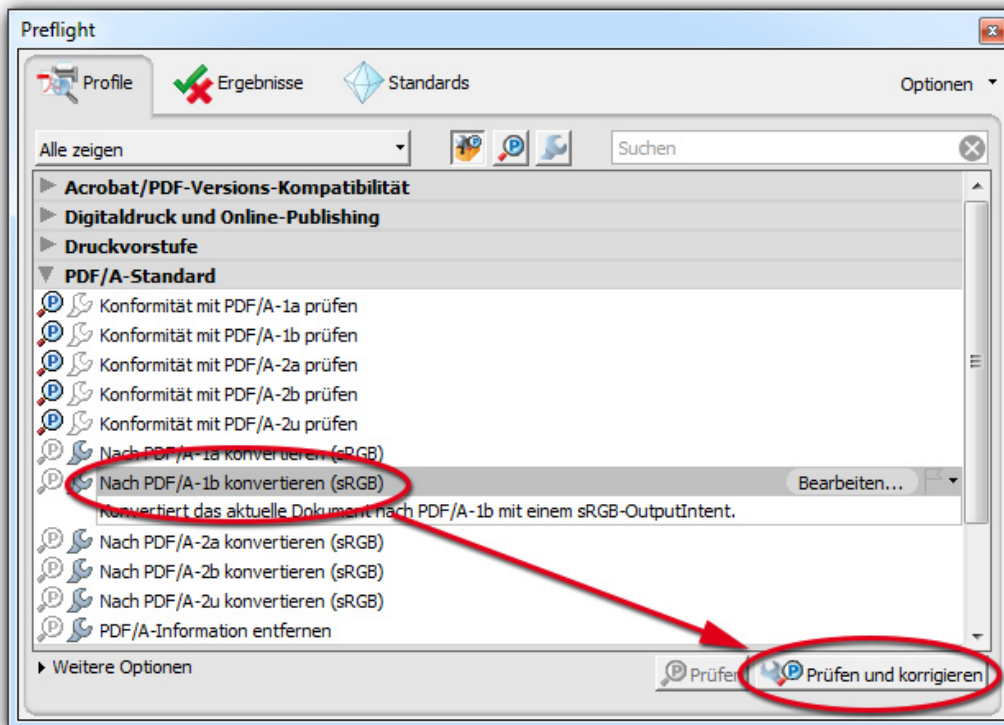 Preflight
Profile
Ergebnisse
Standards
Optionen
Alle zeigen
Suchen
Acrobat/PDF-Versions-Kompatibilität
Digitaldruck und Online-Publishing
Druckvorstufe
PDF/A-Standard
Konformität mit PDF/A-1a prüfen
Konformität mit PDF/A-1b prüfen
Konformität mit PDF/A-2a prüfen
Konformität mit PDF/A-2b prüfen
Konformität mit PDF/A-2u prüfen
Nach PDF/A-1a konvertieren (sRGB)
Nach PDF/A-1b konvertieren (sRGB) Bearbeiten...
Konvertiert das aktuelle Dokument nach PDF/A-1b mit einem sRGB-OutputIntent.
Nach PDF/A-2a konvertieren (sRGB)
Nach PDF/A-2b konvertieren (sRGB)
Nach PDF/A-2u konvertieren (sRGB)
PDF/A-Information entfernen
Weitere Optionen
Prüfen
Prüfen und korrigieren